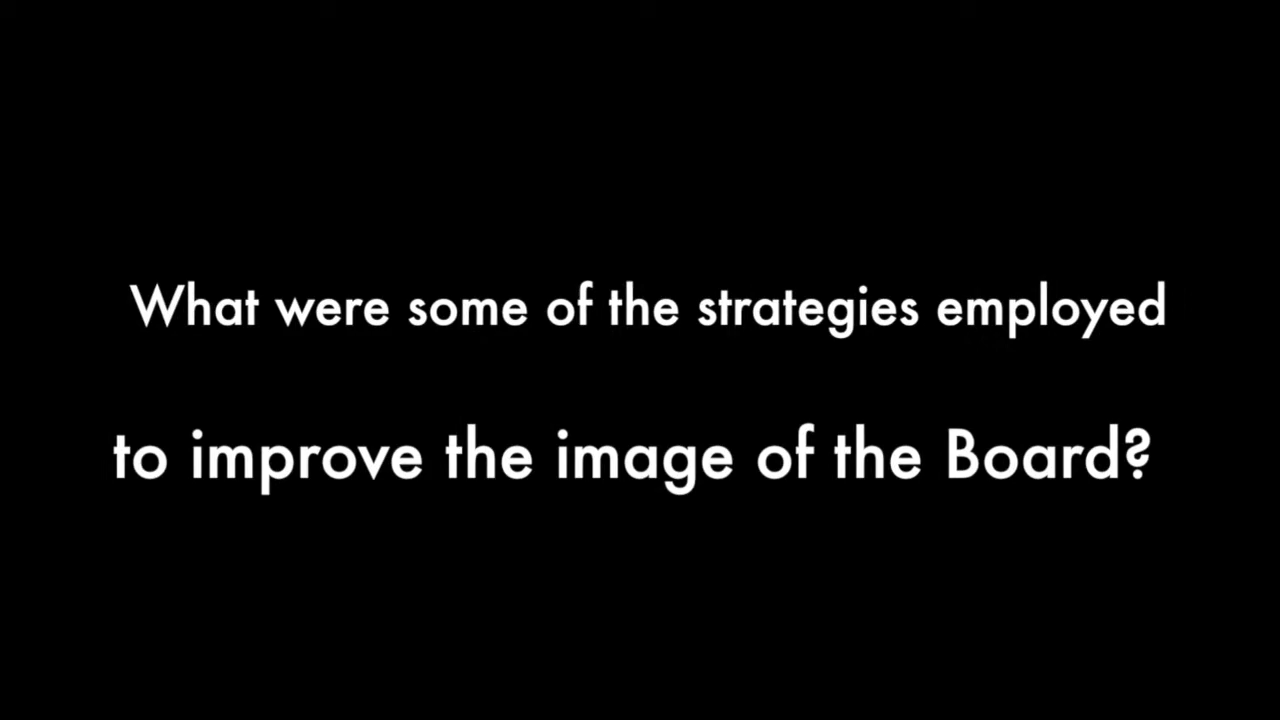 What were some of the strategies employed
to improve the image of the Board?